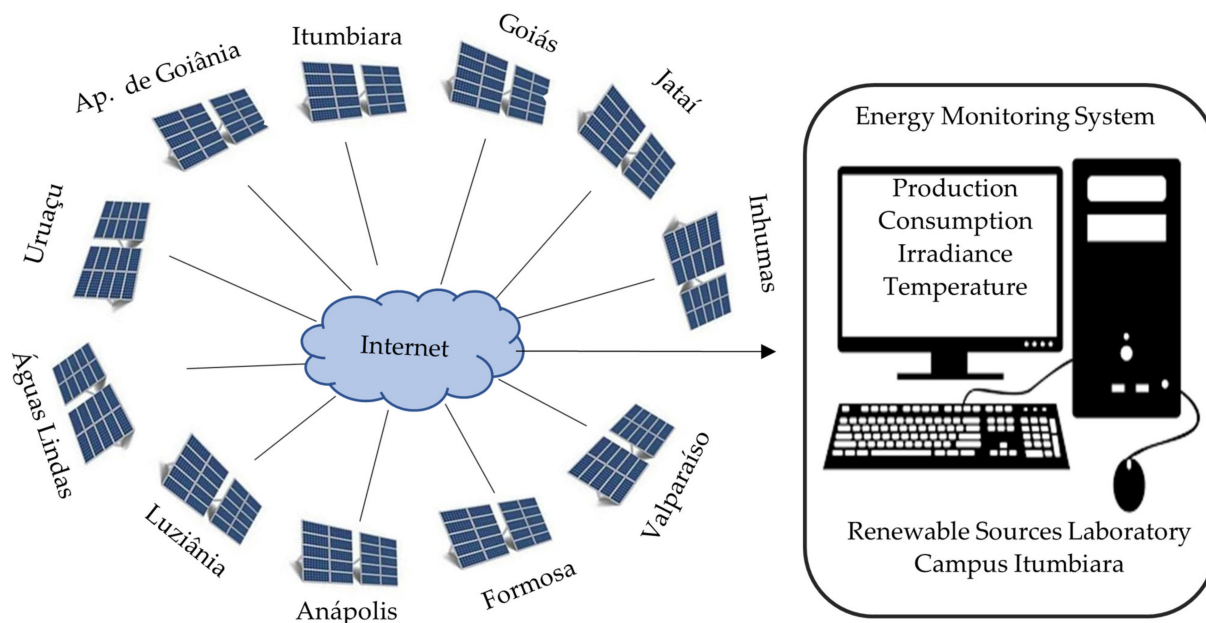 Ap. de Goiânia
Itumbiara
Goiás
Jataí
Inhumas
Uruaçu
Internet
Águas Lindas
Luziânia
Anápolis
Formosa
Valparaíso
Energy Monitoring System
Production
Consumption
Irradiance
Temperature
Renewable Sources Laboratory
Campus Itumbiara